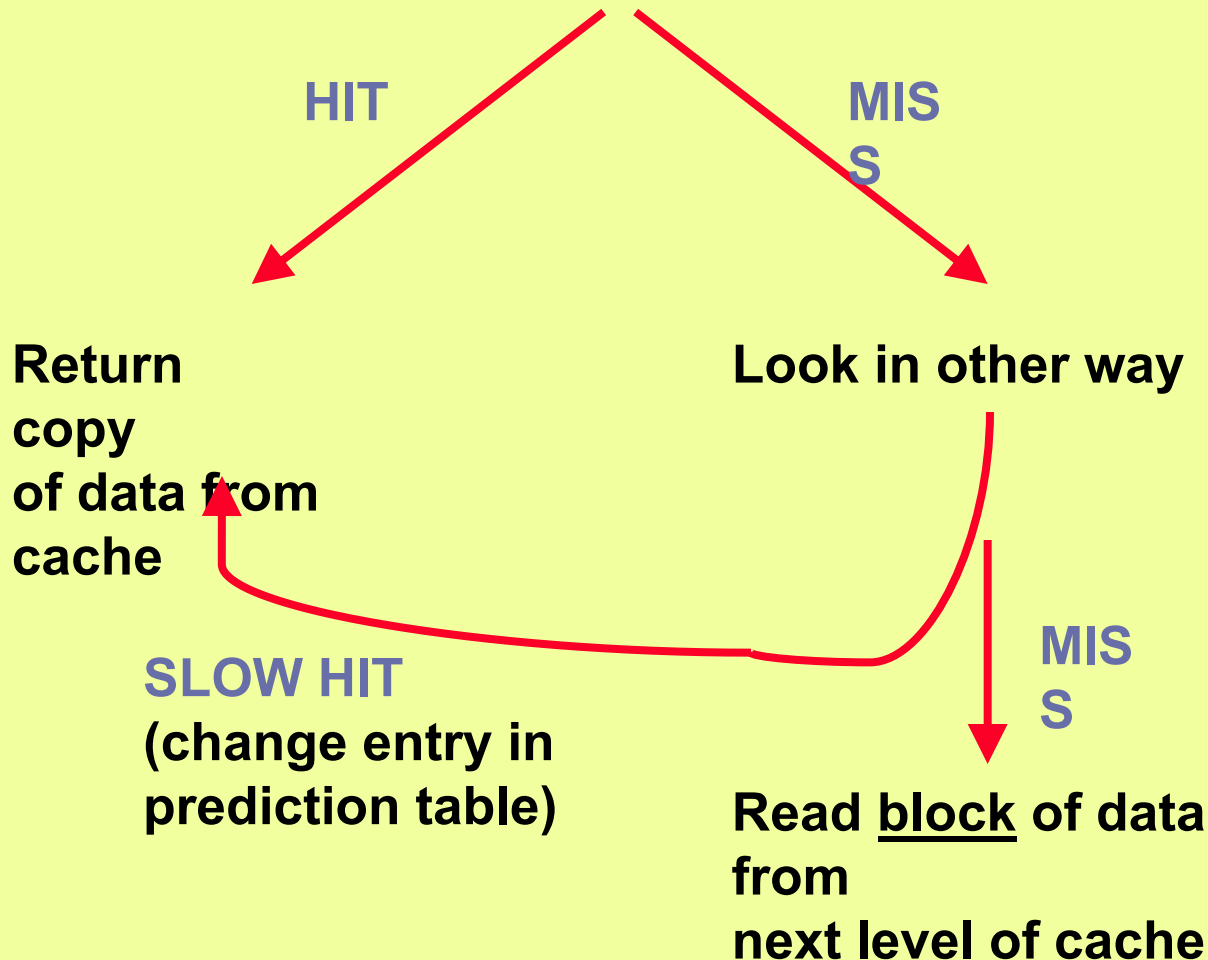 HIT
MIS
S
Return
copy
of data from
cache
Look in other way
SLOW HIT
(change entry in
prediction table)
MIS
S
Read block of data
from
next level of cache